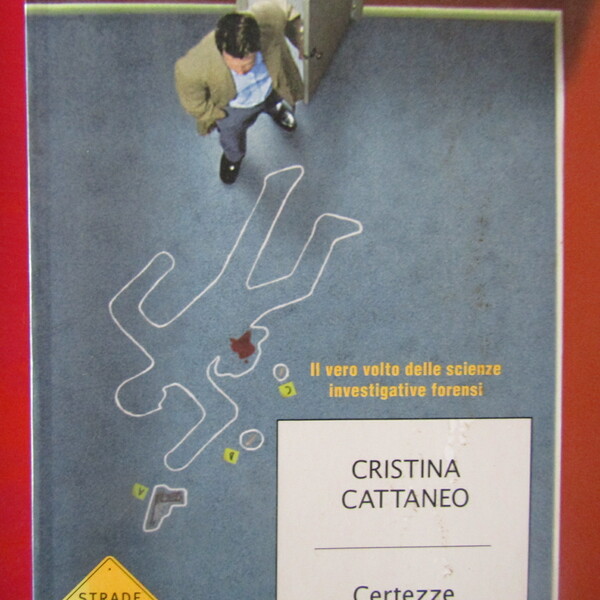 Il vero volto delle scienze
investigative forensi
CRISTINA
CATTANEO
Certezze
STRADE